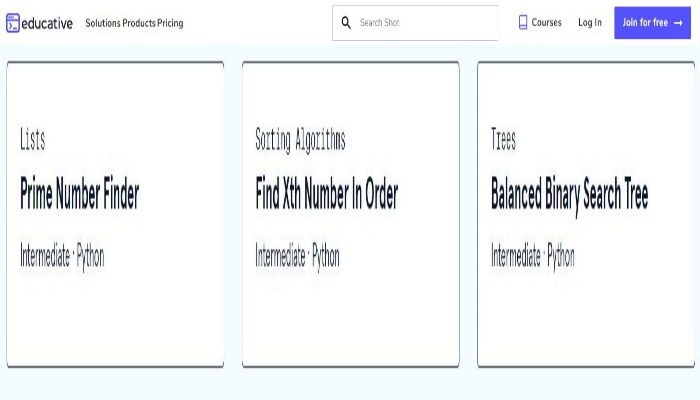 educative Solutions Products Pricing Search Shot Courses Log In Join for free →
Lists
Prime Number Finder
Intermediate · Python
Sorting Algorithms
Find Xth Number In Order
Intermediate · Python
Trees
Balanced Binary Search Tree
Intermediate · Python